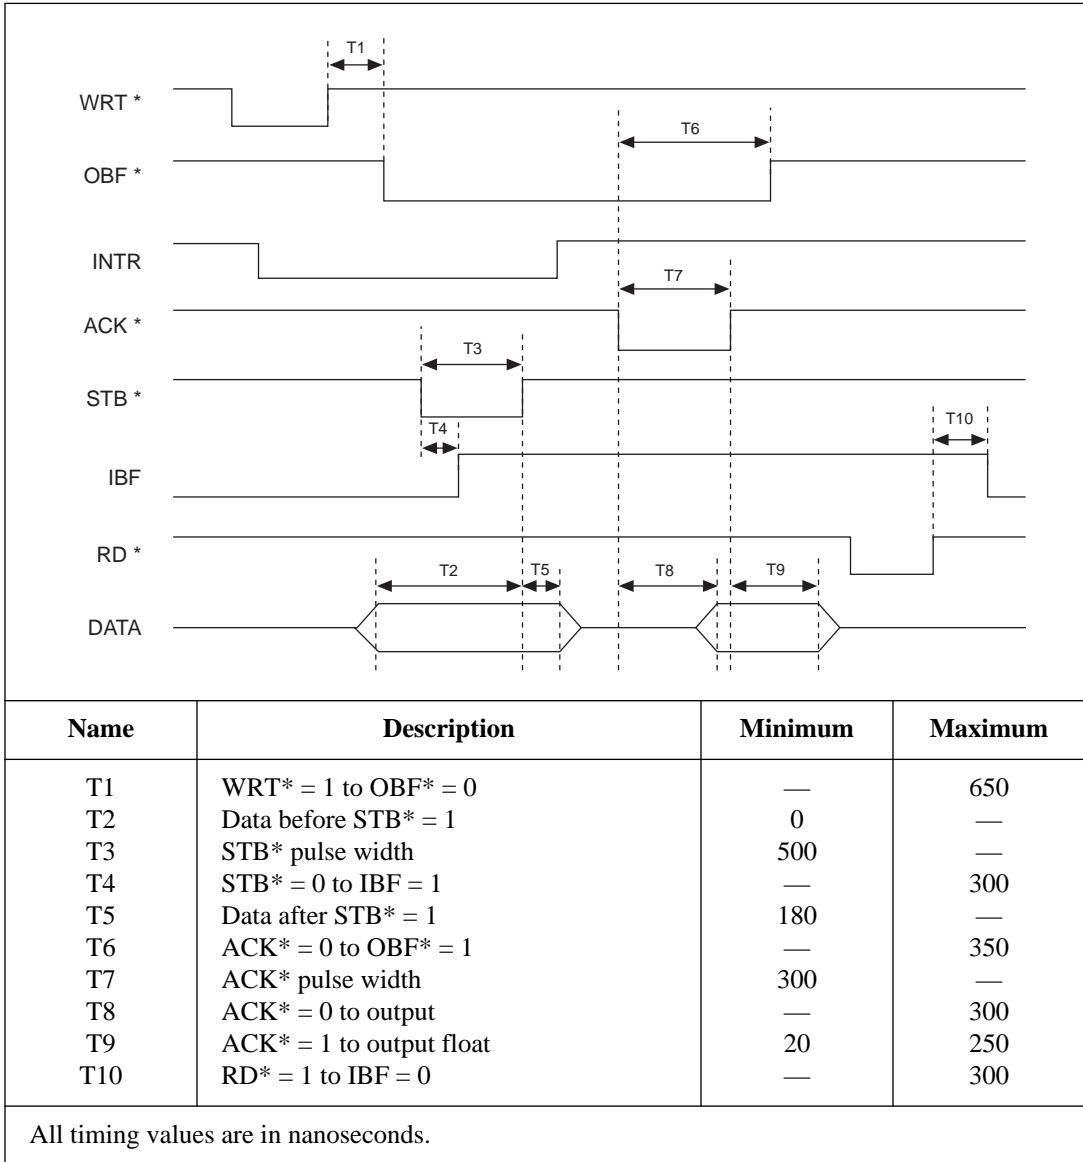 T1
WRT *
T6
OBF *
INTR
T7
ACK *
T3
STB *
T4
T10
IBF
RD *
T2 T5 T8 T9
DATA
Name Description Minimum Maximum
T1 WRT* = 1 to OBF* = 0 — 650
T2 Data before STB* = 1 0 —
T3 STB* pulse width 500 —
T4 STB* = 0 to IBF = 1 — 300
T5 Data after STB* = 1 180 —
T6 ACK* = 0 to OBF* = 1 — 350
T7 ACK* pulse width 300 —
T8 ACK* = 0 to output — 300
T9 ACK* = 1 to output float 20 250
T10 RD* = 1 to IBF = 0 — 300
All timing values are in nanoseconds.